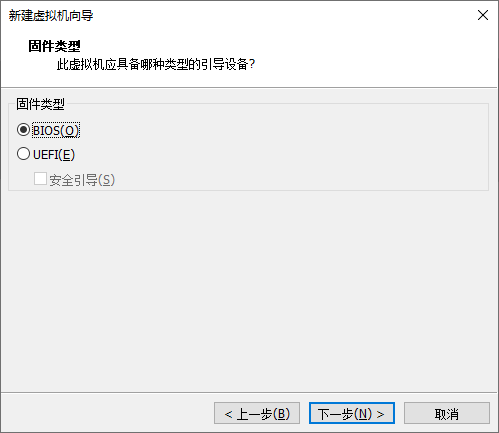 新建虚拟机向导
固件类型
此虚拟机应具备哪种类型的引导设备?
固件类型
BIOS(O)
UEFI(E)
安全引导(S)
< 上一步(B) 下一步(N) > 取消